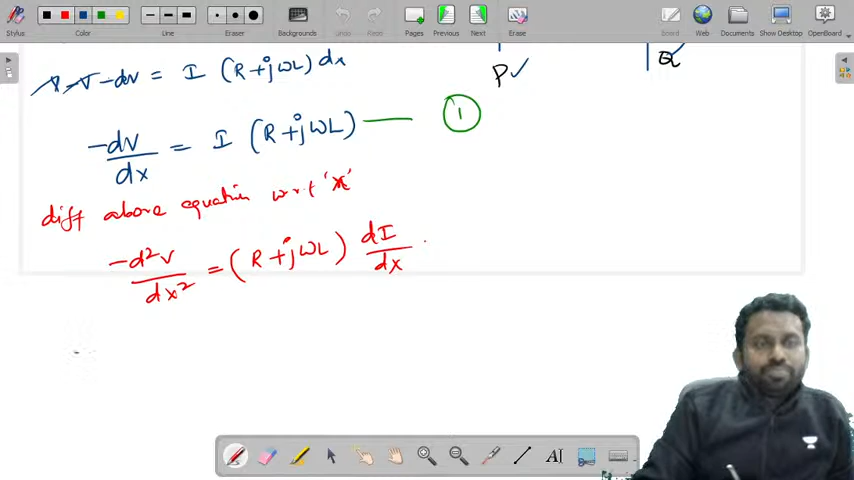 Stylus
Color
Line
Eraser
Backgrounds
Undo
Redo
Pages
Previous
Next
Erase
Board
Web
Documents
Show Desktop
OpenBoard
V-V-dv = I (R+jωL) dx
P✓
Q✓
-dV/dx = I (R+jωL) —— 1
diff above equation w.r.t 'x'
-d²v/dx² = (R+jωL) dI/dx